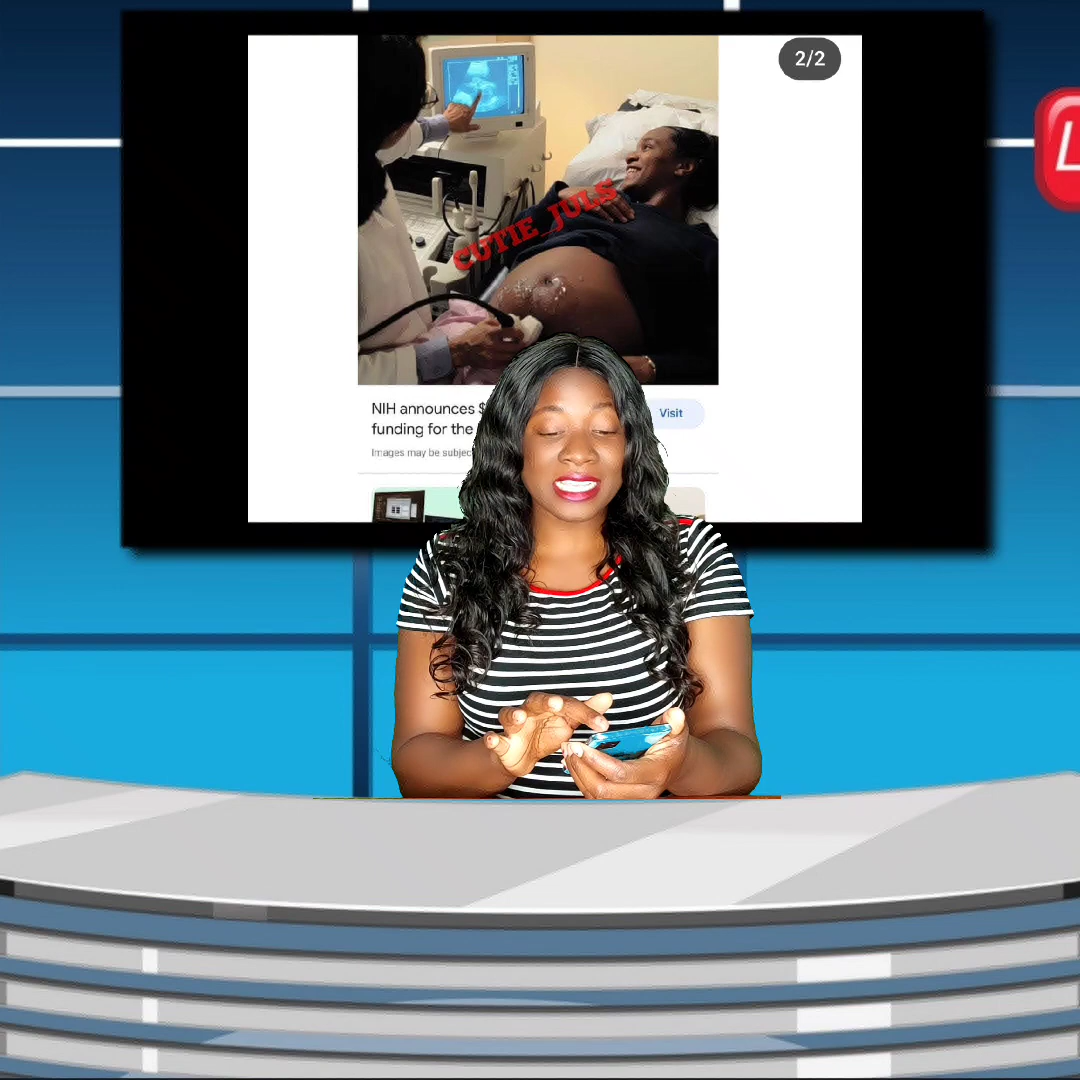 2/2
CUTIE_JULS
NIH announces $
funding for the
Visit
Images may be subjec
L